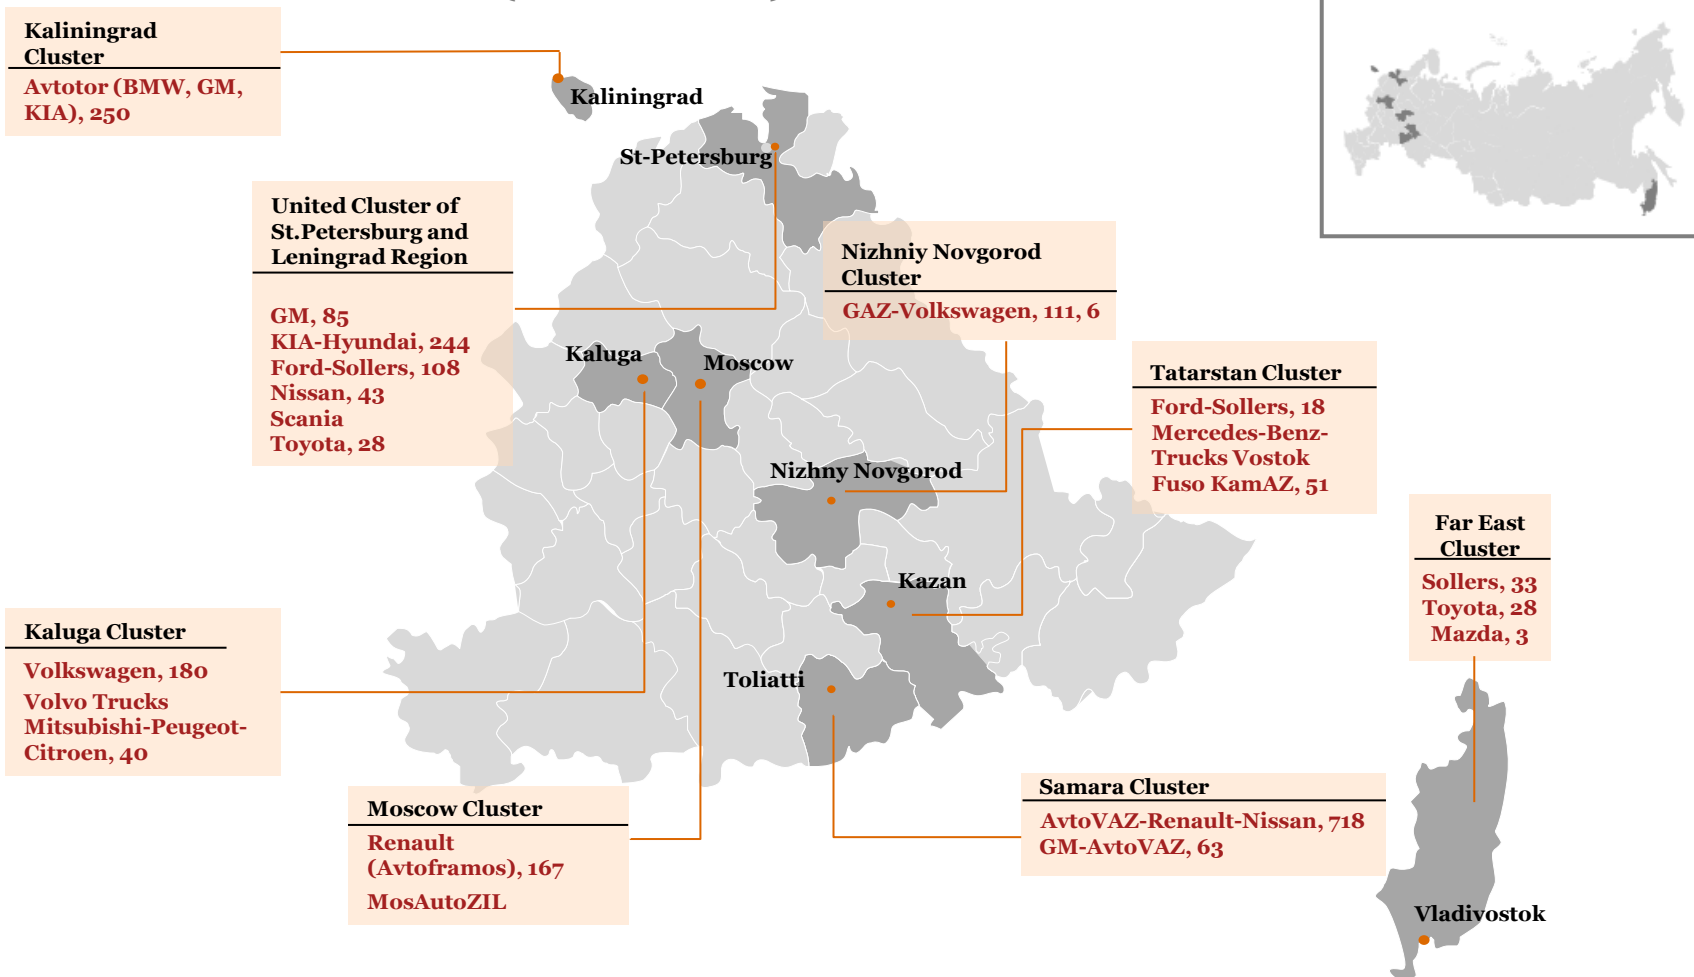 Kaliningrad
Cluster
Avtotor (BMW, GM,
KIA), 250
Kaliningrad
St-Petersburg
United Cluster of
St.Petersburg and
Leningrad Region
GM, 85
KIA-Hyundai, 244
Ford-Sollers, 108
Nissan, 43
Scania
Toyota, 28
Nizhniy Novgorod
Cluster
GAZ-Volkswagen, 111, 6
Kaluga
Moscow
Tatarstan Cluster
Ford-Sollers, 18
Mercedes-Benz-
Trucks Vostok
Fuso KamAZ, 51
Nizhny Novgorod
Far East
Cluster
Sollers, 33
Toyota, 28
Mazda, 3
Kazan
Kaluga Cluster
Volkswagen, 180
Volvo Trucks
Mitsubishi-Peugeot-
Citroen, 40
Toliatti
Moscow Cluster
Renault
(Avtoframos), 167
MosAutoZIL
Samara Cluster
AvtoVAZ-Renault-Nissan, 718
GM-AvtoVAZ, 63
Vladivostok